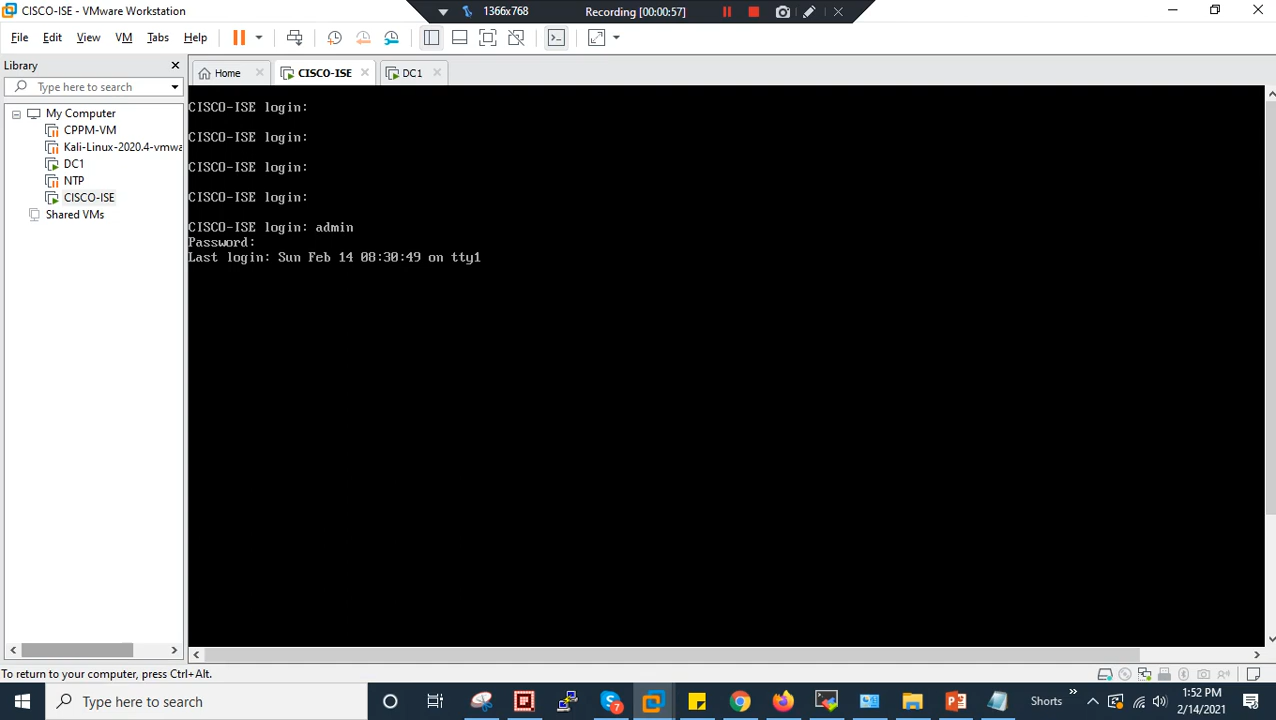 CISCO-ISE - VMware Workstation
1366x768
Recording [00:00:57]
File Edit View VM Tabs Help
Library
Home
CISCO-ISE
DC1
Type here to search
My Computer
CPPM-VM
Kali-Linux-2020.4-vmwa
DC1
NTP
CISCO-ISE
Shared VMs
CISCO-ISE login:
CISCO-ISE login:
CISCO-ISE login:
CISCO-ISE login:
CISCO-ISE login: admin
Password:
Last login: Sun Feb 14 08:30:49 on tty1
To return to your computer, press Ctrl+Alt.
Type here to search
7
Shorts
1:52 PM
2/14/2021